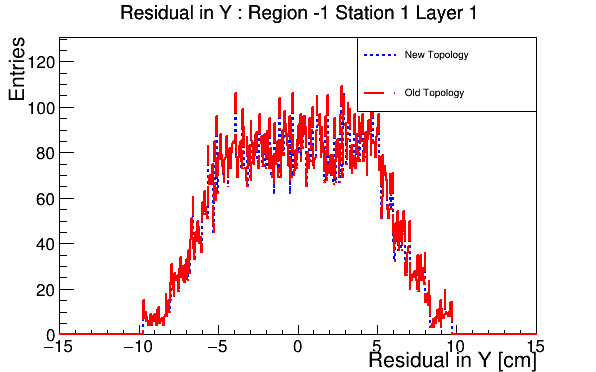 Residual in Y : Region -1 Station 1 Layer 1
Entries
120
100
80
60
40
20
0
New Topology
Old Topology
−15 −10 −5 0 5 10 15
Residual in Y [cm]